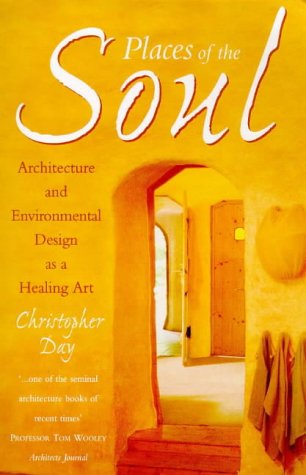 Places of the
Soul
Architecture
and
Environmental
Design
as a
Healing Art
Christopher
Day
'...one of the seminal
architecture books of
recent times'
PROFESSOR TOM WOOLEY
Architects Journal